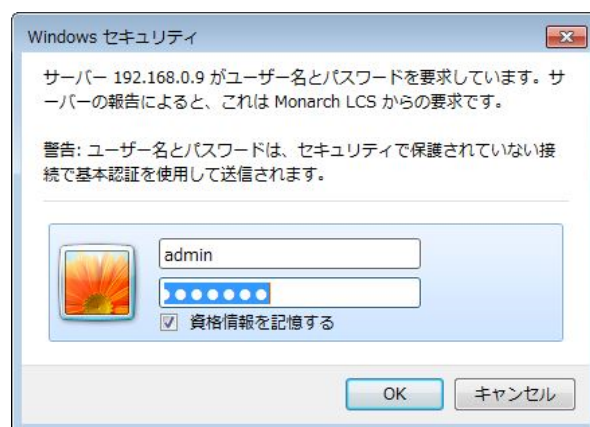 Windows セキュリティ
サーバー 192.168.0.9 がユーザー名とパスワードを要求しています。サ
ーバーの報告によると、これは Monarch LCS からの要求です。
警告: ユーザー名とパスワードは、セキュリティで保護されていない接
続で基本認証を使用して送信されます。
admin
●●●●●●●
資格情報を記憶する
OK キャンセル